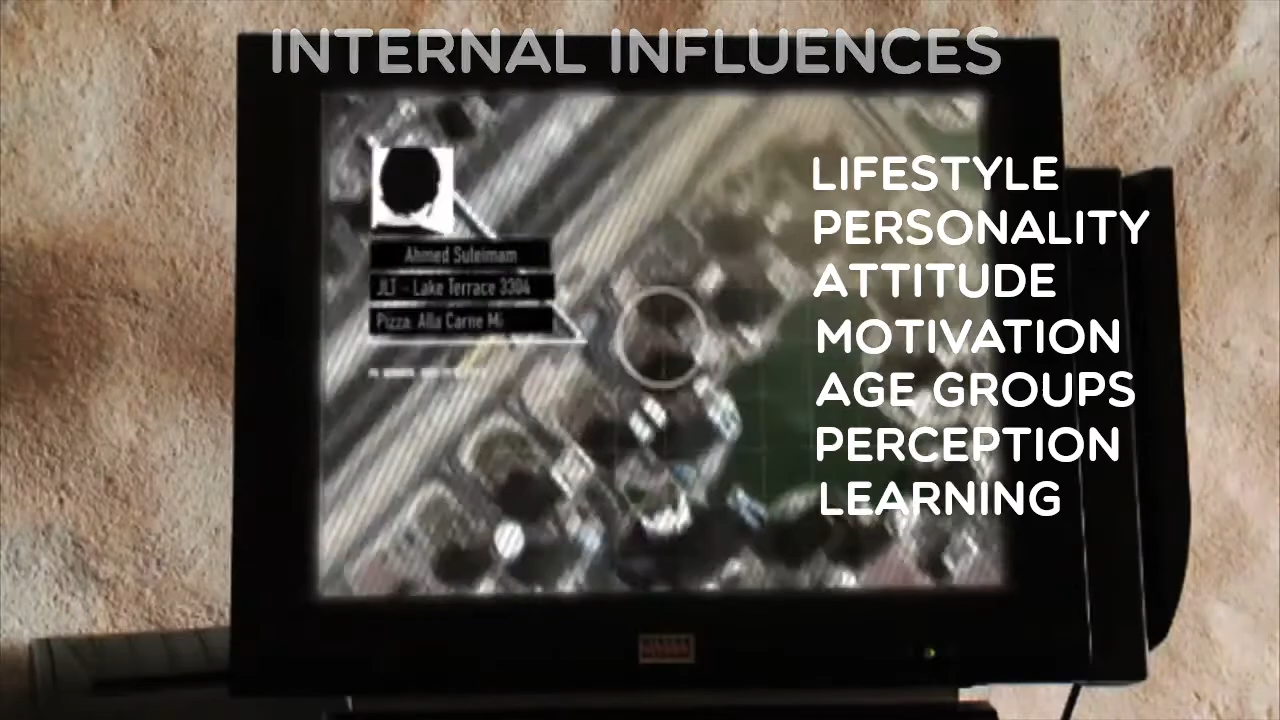 INTERNAL INFLUENCES
LIFESTYLE
PERSONALITY
ATTITUDE
MOTIVATION
AGE GROUPS
PERCEPTION
LEARNING
Ahmed Suleimam
JLT - Lake Terrace 3304
Pizza: Alla Carne Mi